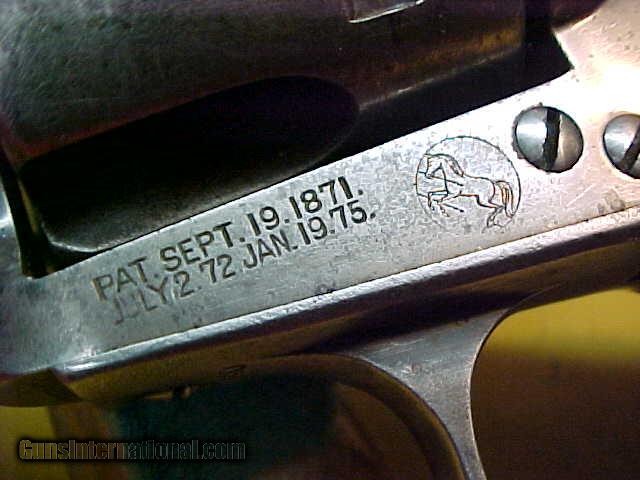 PAT. SEPT. 19. 1871.
JULY. 2. 72 JAN. 19. 75.
GunsInternational.com